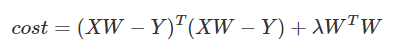 cost = (XW − Y)^T(XW − Y) + λW^TW